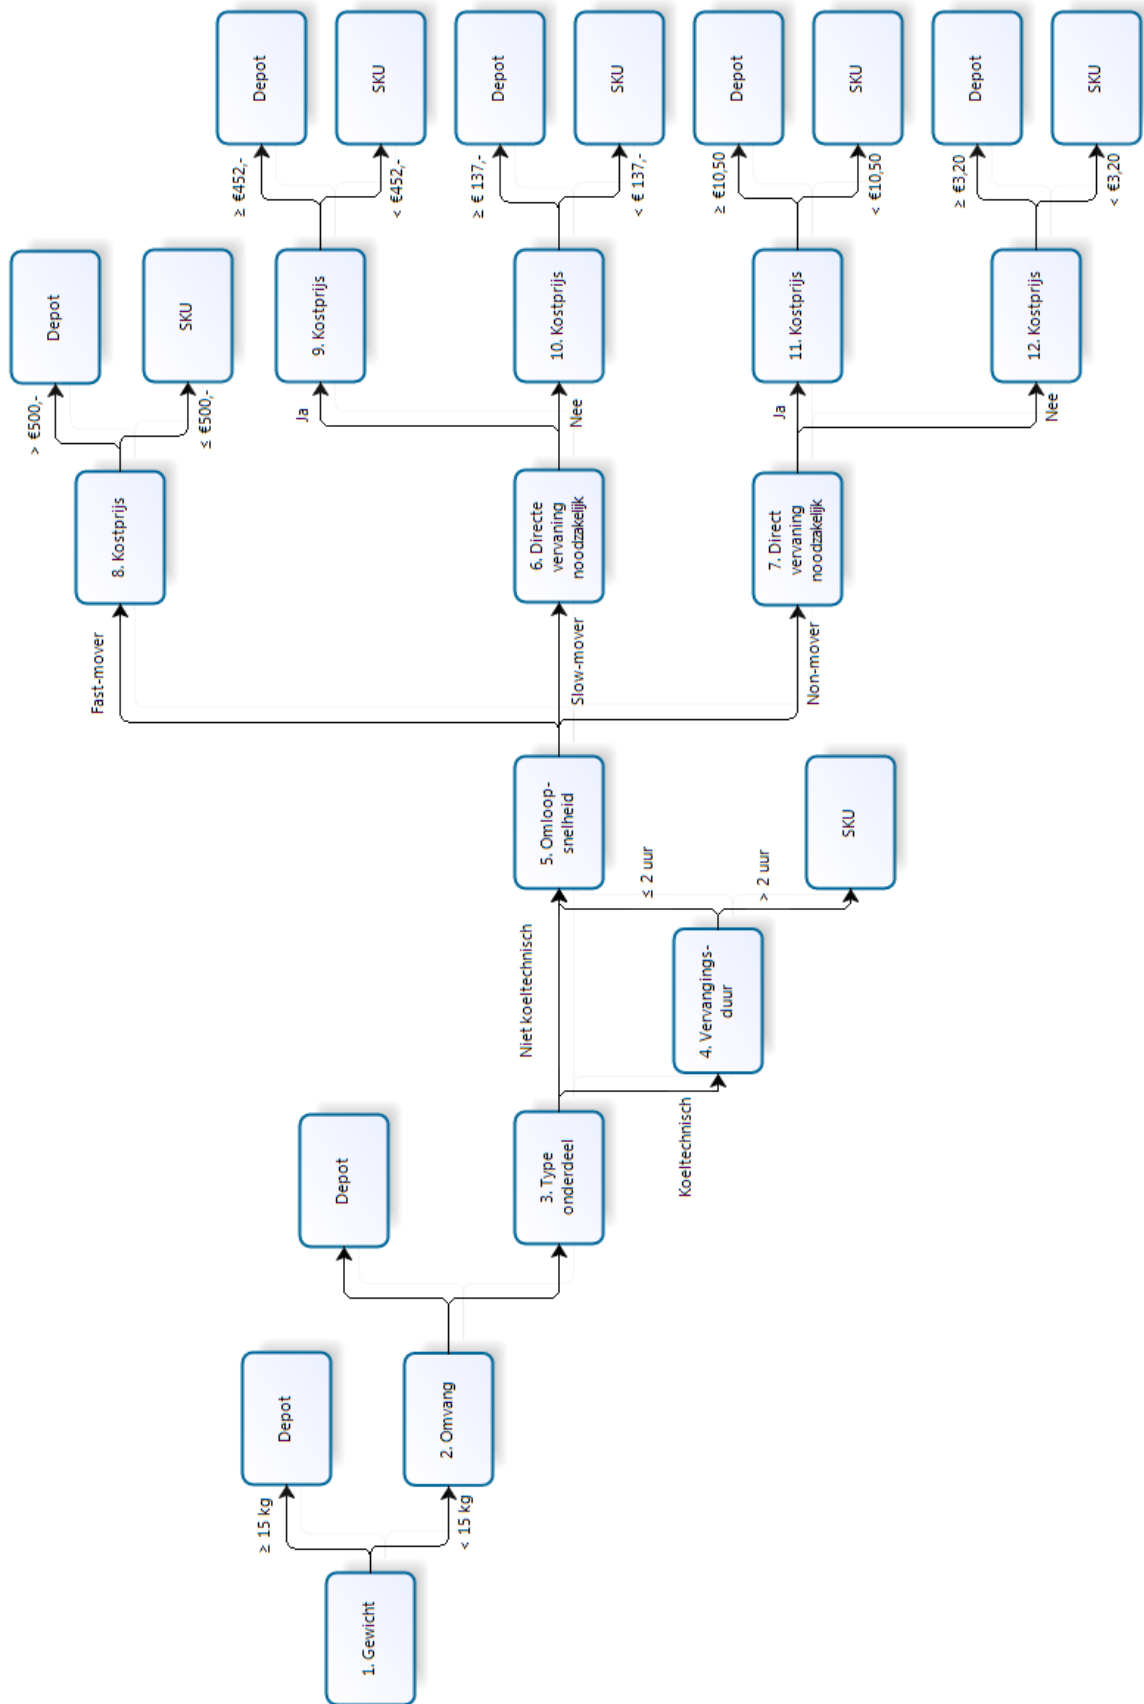 1. Gewicht
≥ 15 kg
< 15 kg
Depot
2. Omvang
Depot
3. Type
onderdeel
Niet koeltechnisch
Koeltechnisch
4. Vervangings-
duur
≤ 2 uur
> 2 uur
SKU
5. Omloop-
snelheid
Fast-mover
Slow-mover
Non-mover
8. Kostprijs
> €500,-
≤ €500,-
Depot
SKU
6. Directe
vervaning
noodzakelijk
Ja
Nee
9. Kostprijs
≥ €452,-
< €452,-
Depot
SKU
10. Kostprijs
≥ € 137,-
< € 137,-
Depot
SKU
7. Direct
vervaning
noodzakelijk
Ja
Nee
11. Kostprijs
≥ €10,50
< €10,50
Depot
SKU
12. Kostprijs
≥ €3,20
< €3,20
Depot
SKU